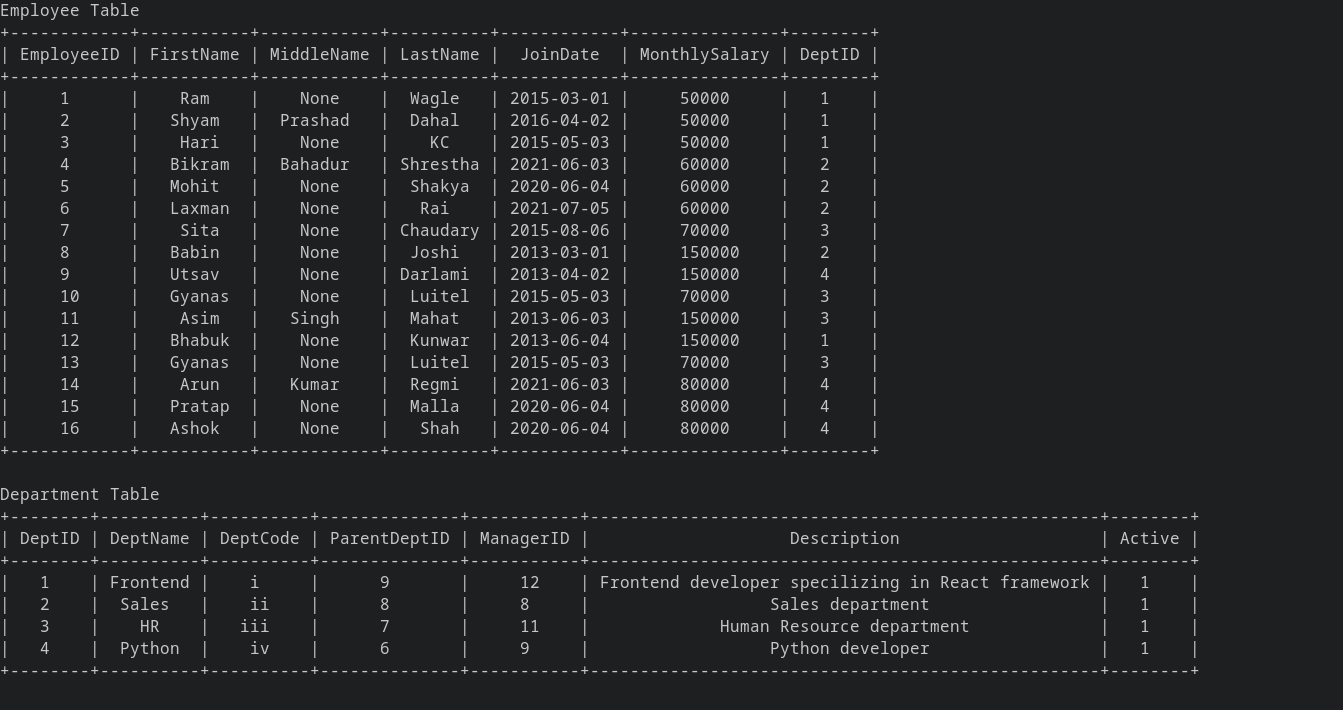 Employee Table
+------------+-----------+------------+----------+------------+---------------+--------+
| EmployeeID | FirstName | MiddleName | LastName |  JoinDate  | MonthlySalary | DeptID |
+------------+-----------+------------+----------+------------+---------------+--------+
|     1      |    Ram    |    None    |  Wagle   | 2015-03-01 |     50000     |   1    |
|     2      |   Shyam   |  Prashad   |  Dahal   | 2016-04-02 |     50000     |   1    |
|     3      |    Hari   |    None    |    KC    | 2015-05-03 |     50000     |   1    |
|     4      |   Bikram  |  Bahadur   | Shrestha | 2021-06-03 |     60000     |   2    |
|     5      |   Mohit   |    None    |  Shakya  | 2020-06-04 |     60000     |   2    |
|     6      |   Laxman  |    None    |   Rai    | 2021-07-05 |     60000     |   2    |
|     7      |    Sita   |    None    | Chaudary | 2015-08-06 |     70000     |   3    |
|     8      |   Babin   |    None    |  Joshi   | 2013-03-01 |     150000    |   2    |
|     9      |   Utsav   |    None    | Darlami  | 2013-04-02 |     150000    |   4    |
|     10     |   Gyanas  |    None    |  Luitel  | 2015-05-03 |     70000     |   3    |
|     11     |    Asim   |   Singh    |  Mahat   | 2013-06-03 |     150000    |   3    |
|     12     |   Bhabuk  |    None    |  Kunwar  | 2013-06-04 |     150000    |   1    |
|     13     |   Gyanas  |    None    |  Luitel  | 2015-05-03 |     70000     |   3    |
|     14     |    Arun   |   Kumar    |  Regmi   | 2021-06-03 |     80000     |   4    |
|     15     |   Pratap  |    None    |  Malla   | 2020-06-04 |     80000     |   4    |
|     16     |   Ashok   |    None    |   Shah   | 2020-06-04 |     80000     |   4    |
+------------+-----------+------------+----------+------------+---------------+--------+
Department Table
+--------+----------+----------+--------------+-----------+---------------------------------------------------+--------+
| DeptID | DeptName | DeptCode | ParentDeptID | ManagerID |                    Description                    | Active |
+--------+----------+----------+--------------+-----------+---------------------------------------------------+--------+
|   1    | Frontend |    i     |      9       |     12    | Frontend developer specilizing in React framework |   1    |
|   2    |  Sales   |    ii    |      8       |     8     |                  Sales department                 |   1    |
|   3    |    HR    |   iii    |      7       |     11    |             Human Resource department             |   1    |
|   4    |  Python  |    iv    |      6       |     9     |                  Python developer                 |   1    |
+--------+----------+----------+--------------+-----------+---------------------------------------------------+--------+